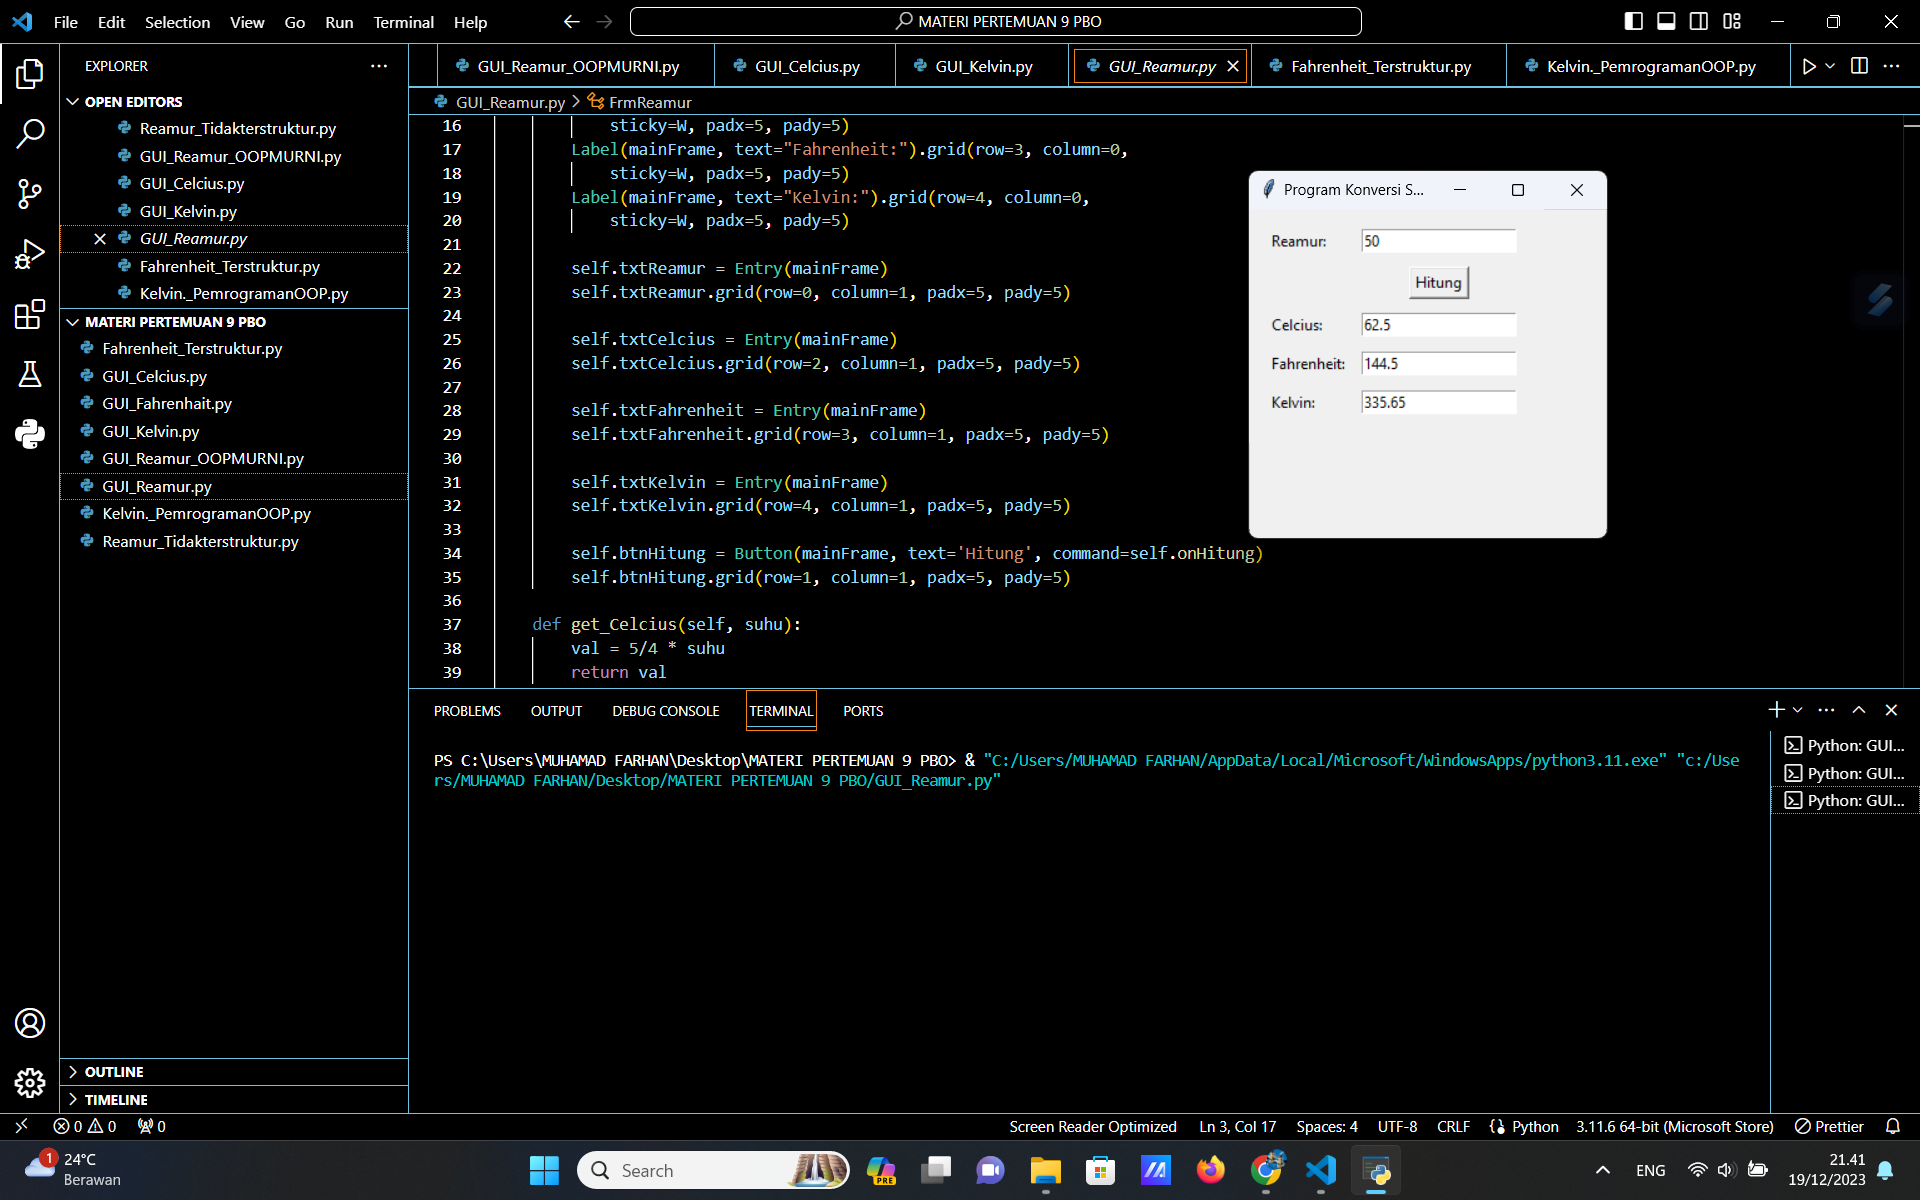 File Edit Selection View Go Run Terminal Help
MATERI PERTEMUAN 9 PBO
EXPLORER
OPEN EDITORS
Reamur_Tidakterstruktur.py
GUI_Reamur_OOPMURNI.py
GUI_Celcius.py
GUI_Kelvin.py
GUI_Reamur.py
Fahrenheit_Terstruktur.py
Kelvin._PemrogramanOOP.py
MATERI PERTEMUAN 9 PBO
Fahrenheit_Terstruktur.py
GUI_Celcius.py
GUI_Fahrenhait.py
GUI_Kelvin.py
GUI_Reamur_OOPMURNI.py
GUI_Reamur.py
Kelvin._PemrogramanOOP.py
Reamur_Tidakterstruktur.py
OUTLINE
TIMELINE
GUI_Reamur_OOPMURNI.py GUI_Celcius.py GUI_Kelvin.py GUI_Reamur.py Fahrenheit_Terstruktur.py Kelvin._PemrogramanOOP.py
GUI_Reamur.py > FrmReamur
16 sticky=W, padx=5, pady=5)
17 Label(mainFrame, text="Fahrenheit:").grid(row=3, column=0,
18 sticky=W, padx=5, pady=5)
19 Label(mainFrame, text="Kelvin:").grid(row=4, column=0,
20 sticky=W, padx=5, pady=5)
21
22 self.txtReamur = Entry(mainFrame)
23 self.txtReamur.grid(row=0, column=1, padx=5, pady=5)
24
25 self.txtCelcius = Entry(mainFrame)
26 self.txtCelcius.grid(row=2, column=1, padx=5, pady=5)
27
28 self.txtFahrenheit = Entry(mainFrame)
29 self.txtFahrenheit.grid(row=3, column=1, padx=5, pady=5)
30
31 self.txtKelvin = Entry(mainFrame)
32 self.txtKelvin.grid(row=4, column=1, padx=5, pady=5)
33
34 self.btnHitung = Button(mainFrame, text='Hitung', command=self.onHitung)
35 self.btnHitung.grid(row=1, column=1, padx=5, pady=5)
36
37 def get_Celcius(self, suhu):
38 val = 5/4 * suhu
39 return val
Program Konversi S...
Reamur: 50
Hitung
Celcius: 62.5
Fahrenheit: 144.5
Kelvin: 335.65
PROBLEMS OUTPUT DEBUG CONSOLE TERMINAL PORTS
PS C:\Users\MUHAMAD FARHAN\Desktop\MATERI PERTEMUAN 9 PBO> & "C:/Users/MUHAMAD FARHAN/AppData/Local/Microsoft/WindowsApps/python3.11.exe" "c:/Use
rs/MUHAMAD FARHAN/Desktop/MATERI PERTEMUAN 9 PBO/GUI_Reamur.py"
Python: GUI...
Python: GUI...
Python: GUI...
0 0 0 Screen Reader Optimized Ln 3, Col 17 Spaces: 4 UTF-8 CRLF Python 3.11.6 64-bit (Microsoft Store) Prettier
1 24°C
Berawan
Search
PRE
ENG
21.41
19/12/2023